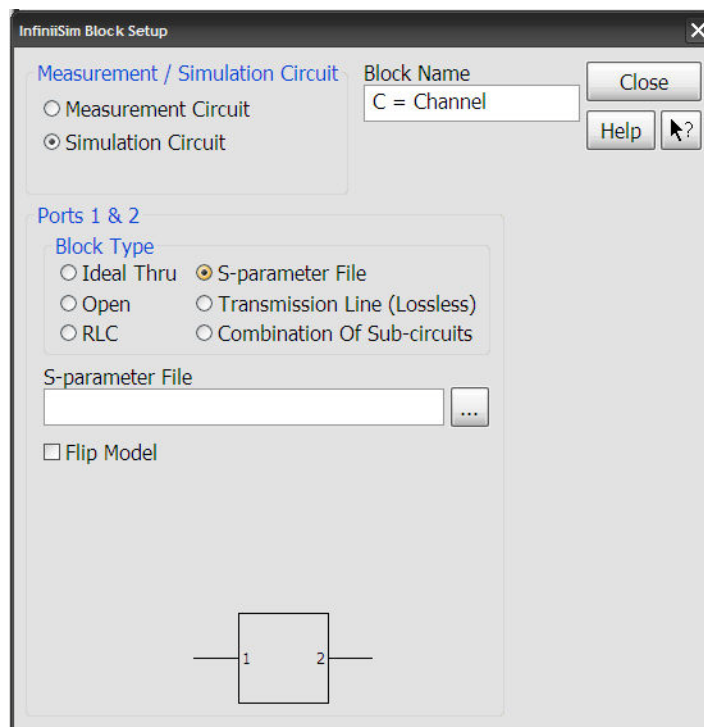 InfiniiSim Block Setup
Measurement / Simulation Circuit
Measurement Circuit
Simulation Circuit
Block Name
C = Channel
Close
Help
?
Ports 1 & 2
Block Type
Ideal Thru
S-parameter File
Open
Transmission Line (Lossless)
RLC
Combination Of Sub-circuits
S-parameter File
...
Flip Model
1 2